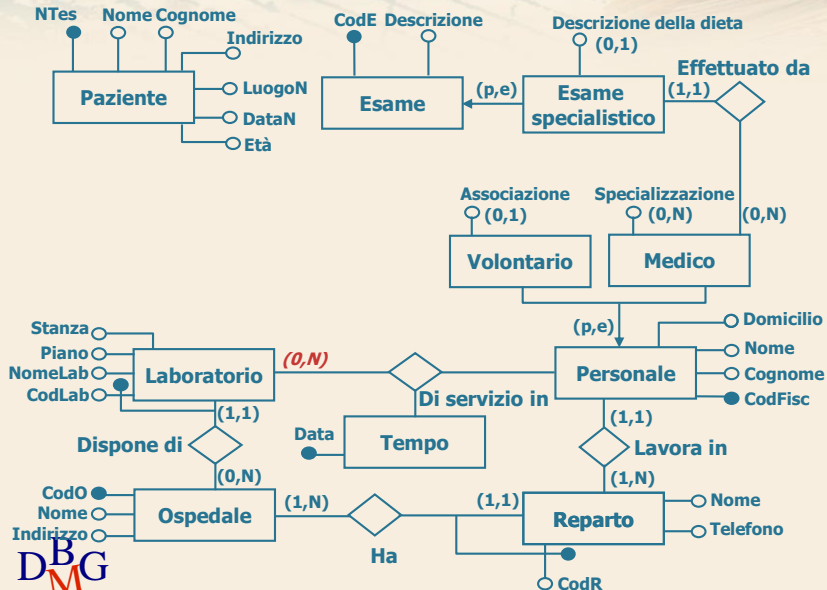 NTes
Nome Cognome
Indirizzo
LuogoN
DataN
Età
Paziente
CodE Descrizione
Esame
(p,e)
Descrizione della dieta
(0,1)
Esame
specialistico
(1,1)
Effettuato da
(0,N)
Associazione
(0,1)
Volontario
Specializzazione
(0,N)
Medico
(p,e)
Domicilio
Nome
Cognome
CodFisc
Personale
Stanza
Piano
NomeLab
CodLab
Laboratorio
(0,N)
Di servizio in
Data
Tempo
(1,1)
Dispone di
(0,N)
(1,1)
Lavora in
(1,N)
CodO
Nome
Indirizzo
Ospedale
(1,N)
Ha
(1,1)
Reparto
Nome
Telefono
CodR
DBMG